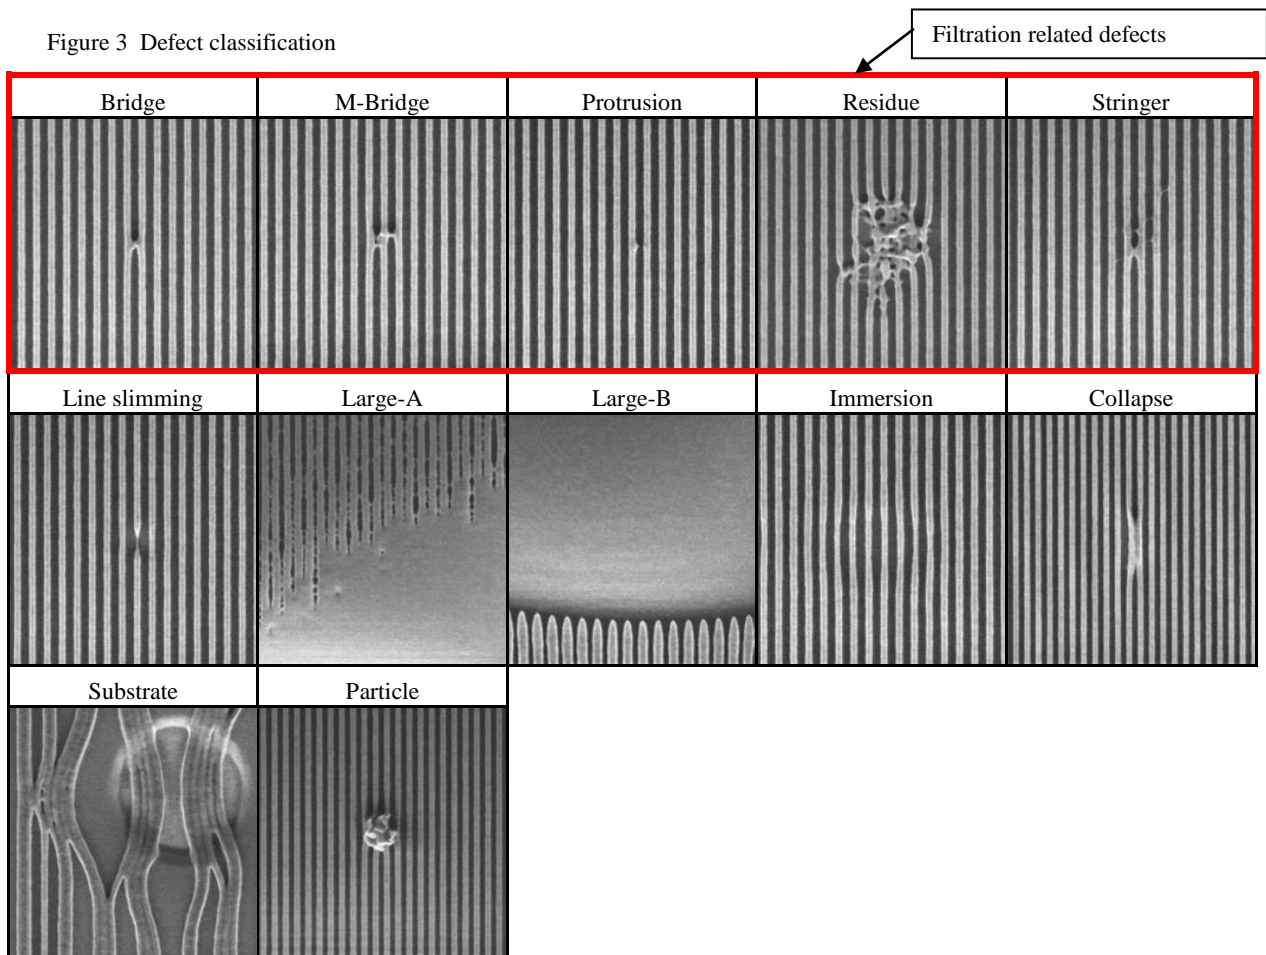 Figure 3  Defect classification
Filtration related defects
Bridge
M-Bridge
Protrusion
Residue
Stringer
Line slimming
Large-A
Large-B
Immersion
Collapse
Substrate
Particle